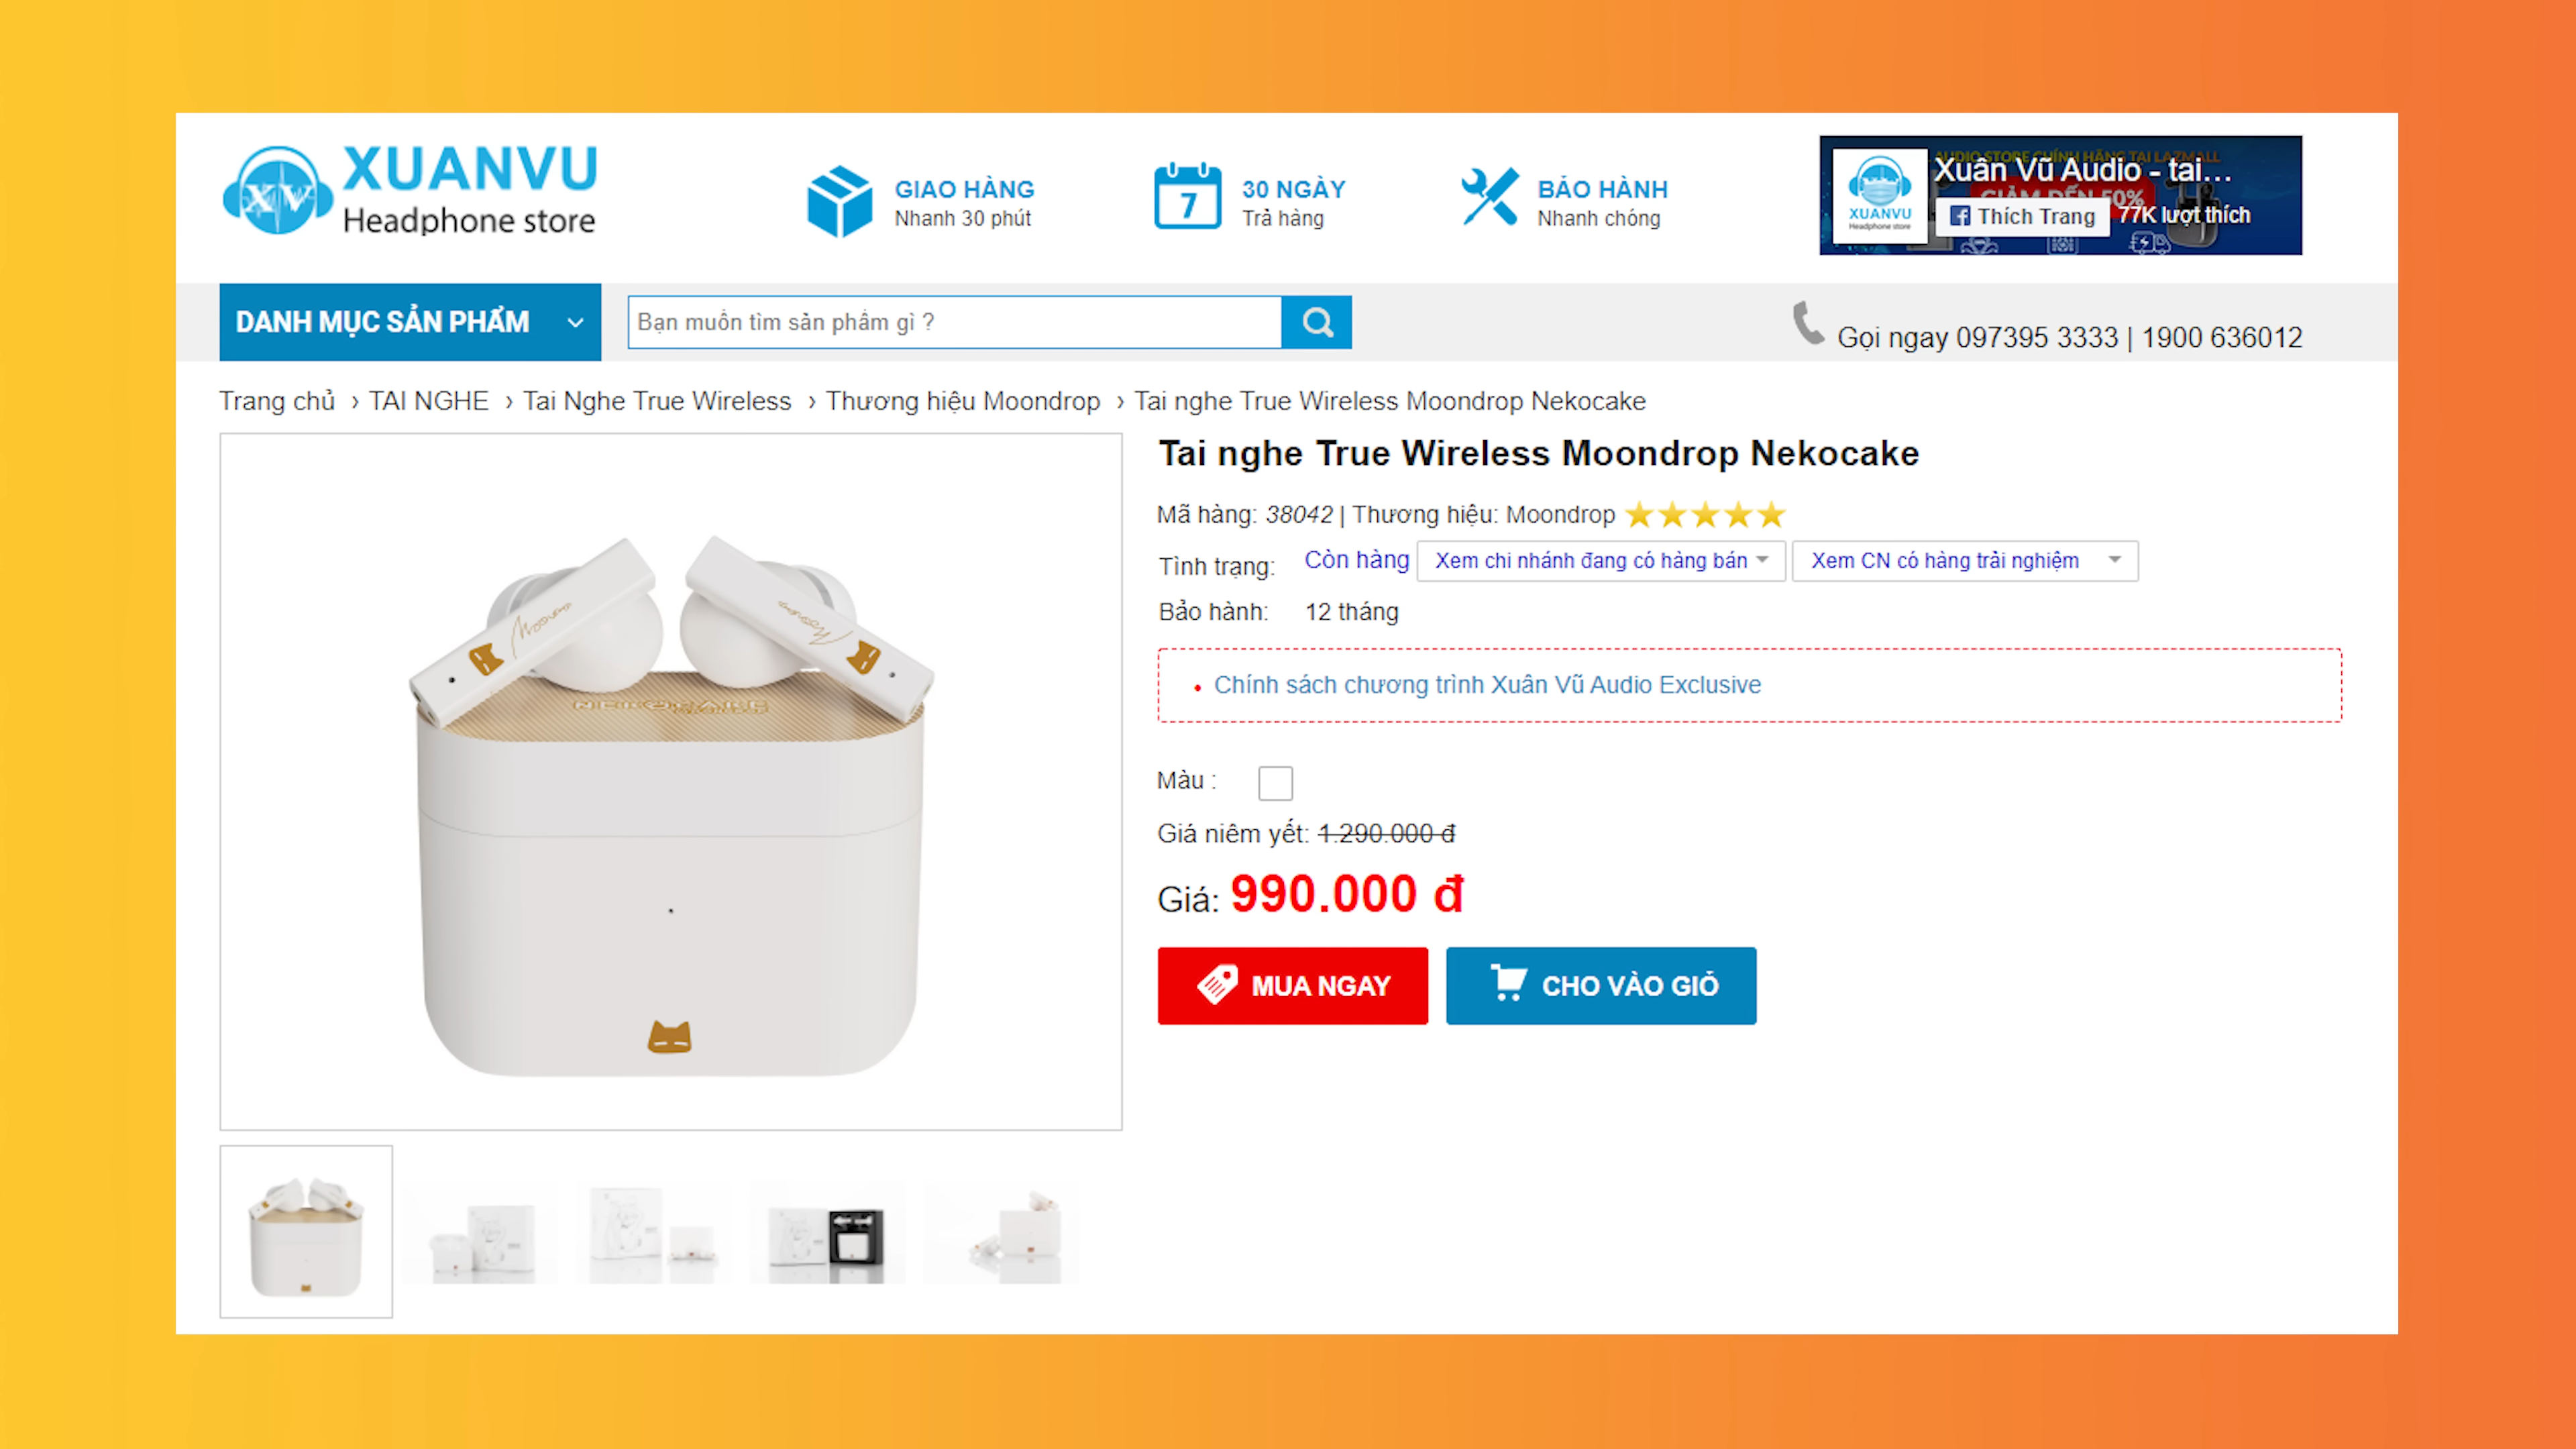 XUANVU
Headphone store
GIAO HÀNG
Nhanh 30 phút
7
30 NGÀY
Trả hàng
BẢO HÀNH
Nhanh chóng
Xuân Vũ Audio - tai...
XUANVU
Headphone store
Thích Trang
77K lượt thích
DANH MỤC SẢN PHẨM
Bạn muốn tìm sản phẩm gì ?
Gọi ngay 097395 3333 | 1900 636012
Trang chủ › TAI NGHE › Tai Nghe True Wireless › Thương hiệu Moondrop › Tai nghe True Wireless Moondrop Nekocake
Tai nghe True Wireless Moondrop Nekocake
Mã hàng: 38042 | Thương hiệu: Moondrop
Tình trạng: Còn hàng Xem chi nhánh đang có hàng bán Xem CN có hàng trải nghiệm
Bảo hành: 12 tháng
• Chính sách chương trình Xuân Vũ Audio Exclusive
Màu :
Giá niêm yết: 1.290.000 đ
Giá: 990.000 đ
MUA NGAY
CHO VÀO GIỎ